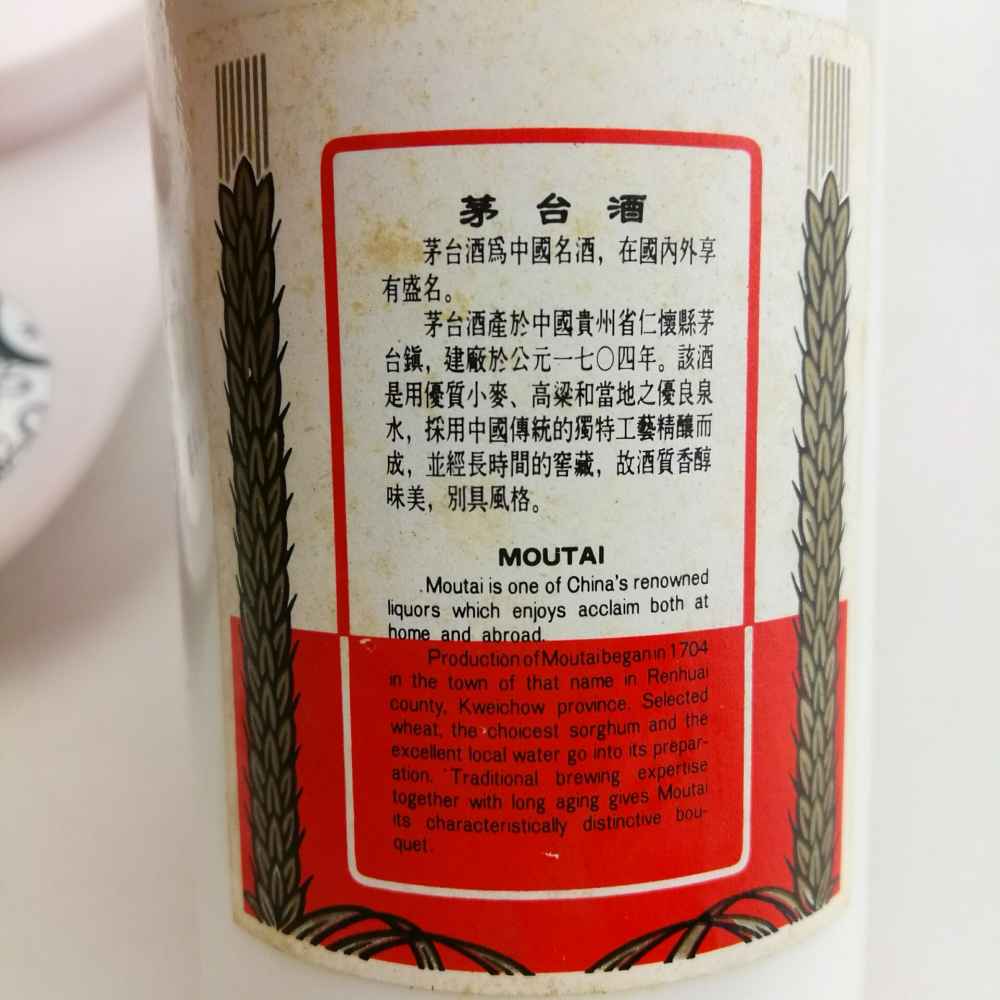 茅台酒
茅台酒爲中國名酒，在國內外享
有盛名。
茅台酒產於中國貴州省仁懷縣茅
台鎭，建廠於公元一七〇四年。該酒
是用優質小麥、高粱和當地之優良泉
水，採用中國傳統的獨特工藝精釀而
成，並經長時間的窖藏，故酒質香醇
味美，別具風格。
MOUTAI
Moutai is one of China's renowned
liquors which enjoys acclaim both at
home and abroad.
Production of Moutai began in 1704
in the town of that name in Renhuai
county, Kweichow province. Selected
wheat, the choicest sorghum and the
excellent local water go into its prepar-
ation. Traditional brewing expertise
together with long aging gives Moutai
its characteristically distinctive bou-
quet.